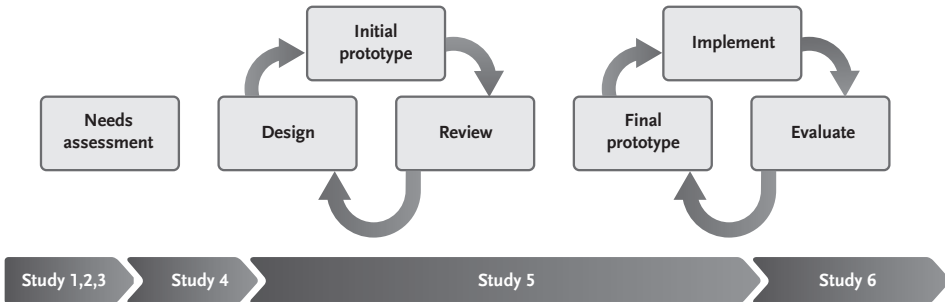 Initial
prototype
Implement
Needs
assessment
Design
Review
Final
prototype
Evaluate
Study 1,2,3
Study 4
Study 5
Study 6